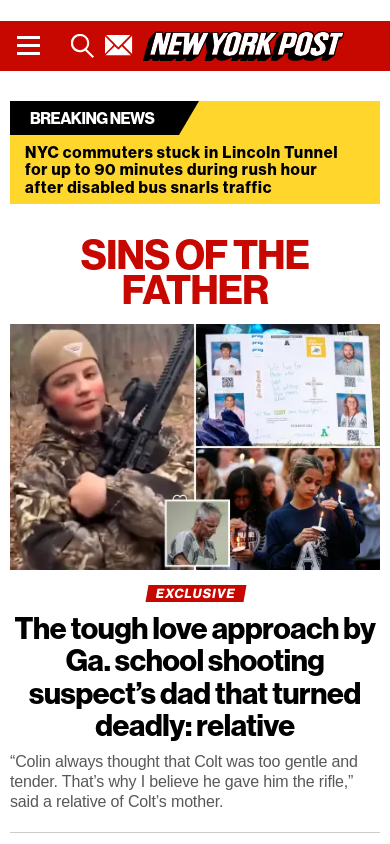 NEW YORK POST
BREAKING NEWS
NYC commuters stuck in Lincoln Tunnel
for up to 90 minutes during rush hour
after disabled bus snarls traffic
SINS OF THE
FATHER
EXCLUSIVE
The tough love approach by
Ga. school shooting
suspect’s dad that turned
deadly: relative
“Colin always thought that Colt was too gentle and
tender. That’s why I believe he gave him the rifle,”
said a relative of Colt’s mother.